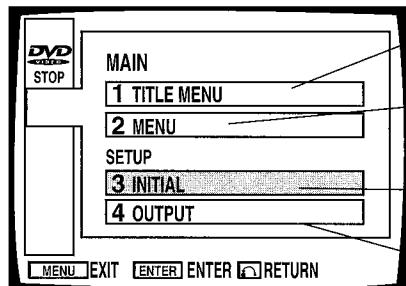 DVD
VIDEO
STOP
MAIN
1 TITLE MENU
2 MENU
SETUP
3 INITIAL
4 OUTPUT
MENU EXIT ENTER ENTER RETURN